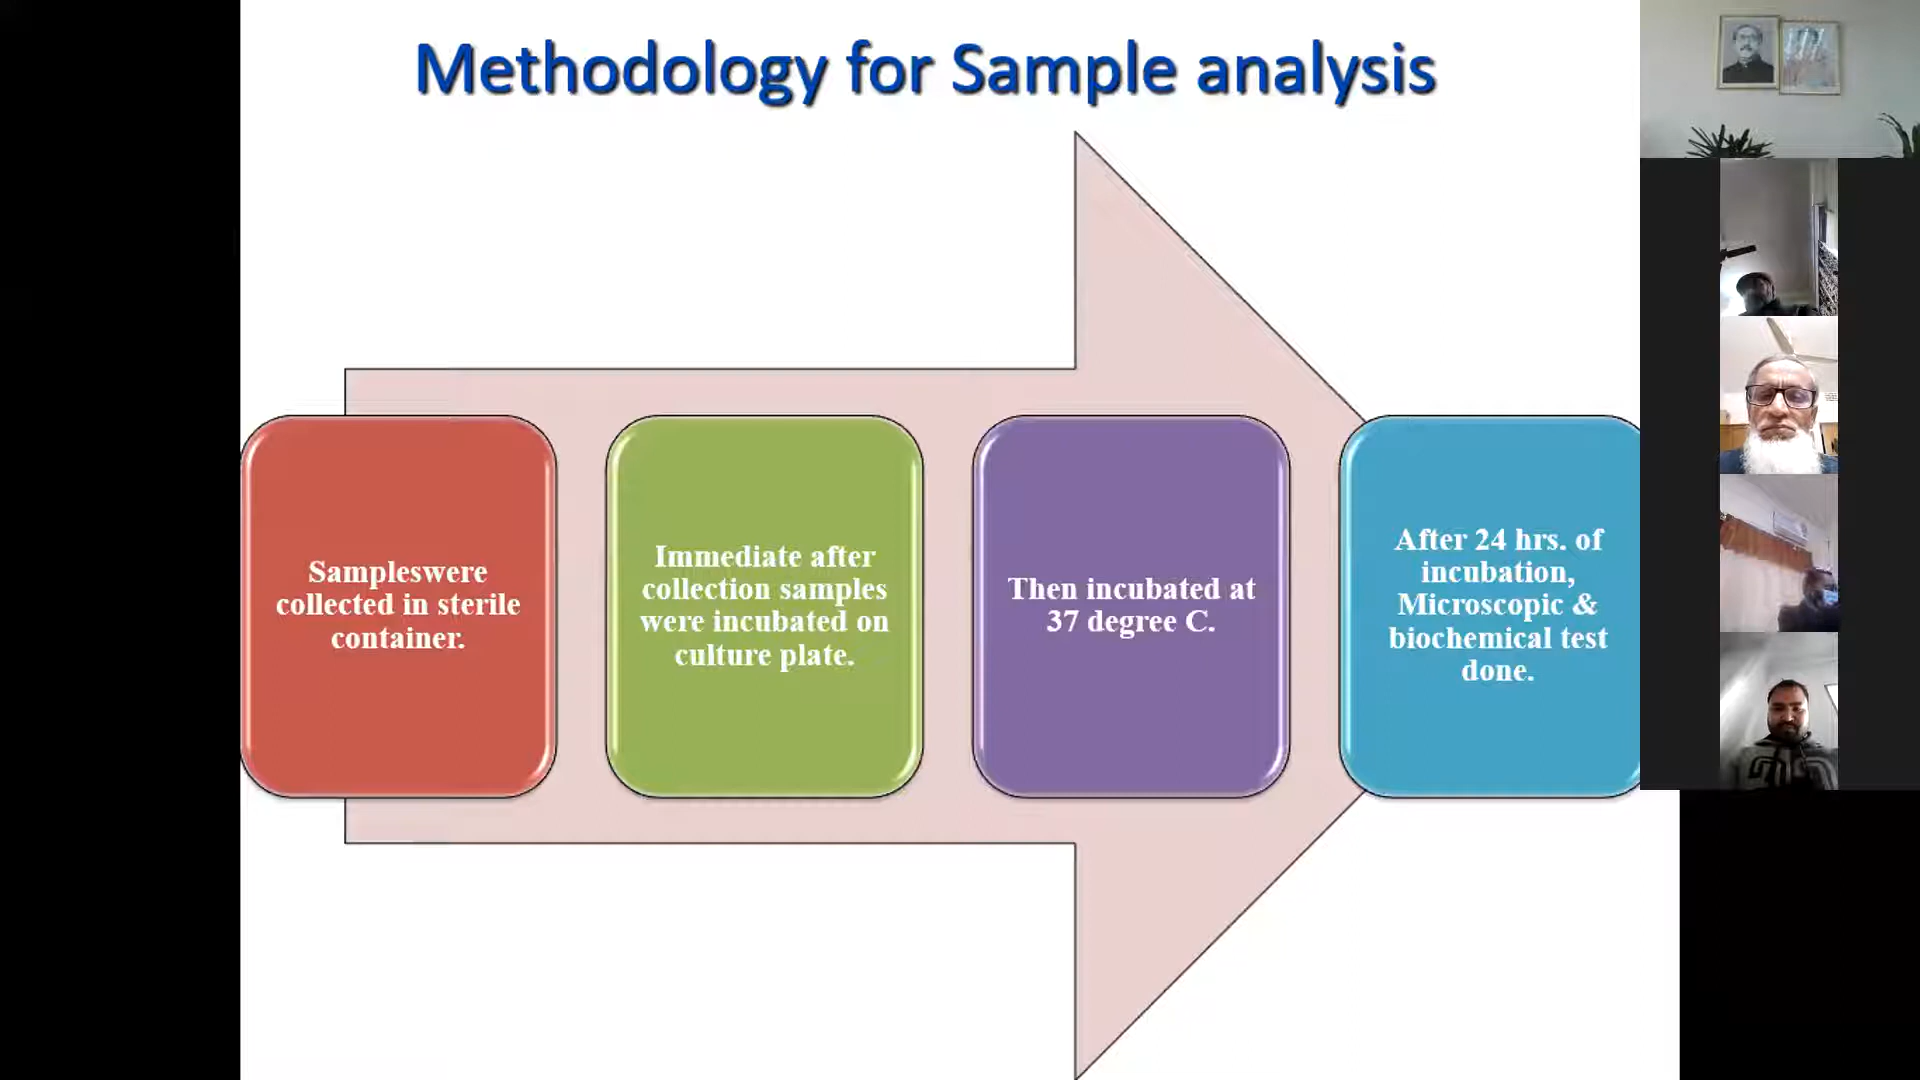 Methodology for Sample analysis
Sampleswere
collected in sterile
container.
Immediate after
collection samples
were incubated on
culture plate.
Then incubated at
37 degree C.
After 24 hrs. of
incubation,
Microscopic &
biochemical test
done.